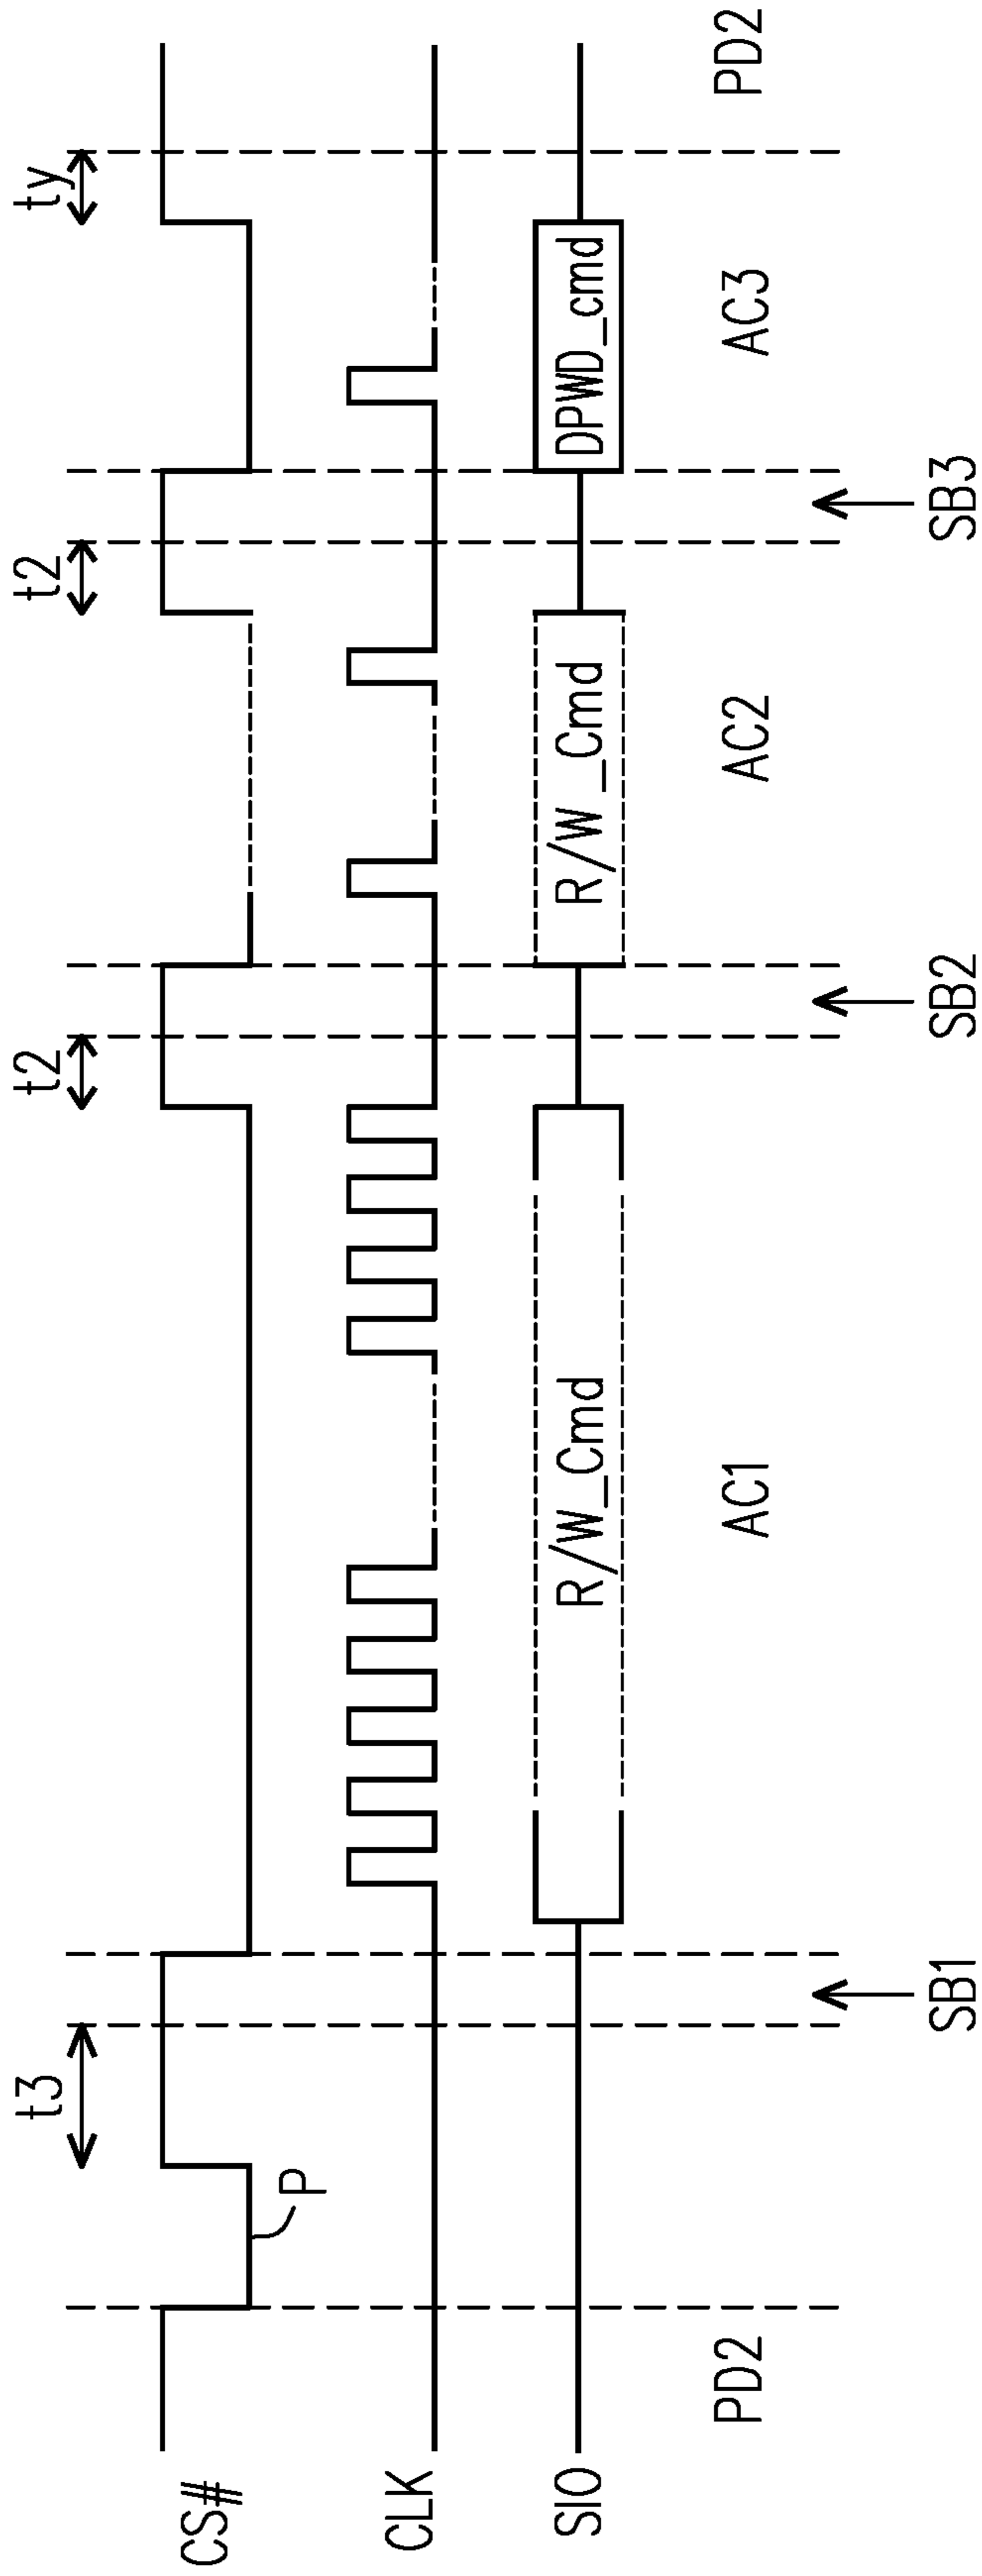 t3 t2 t2 ty
CS#
P
CLK
SIO
R/W_Cmd R/W_Cmd DPWD_cmd
PD2 AC1 AC2 AC3 PD2
SB1 SB2 SB3